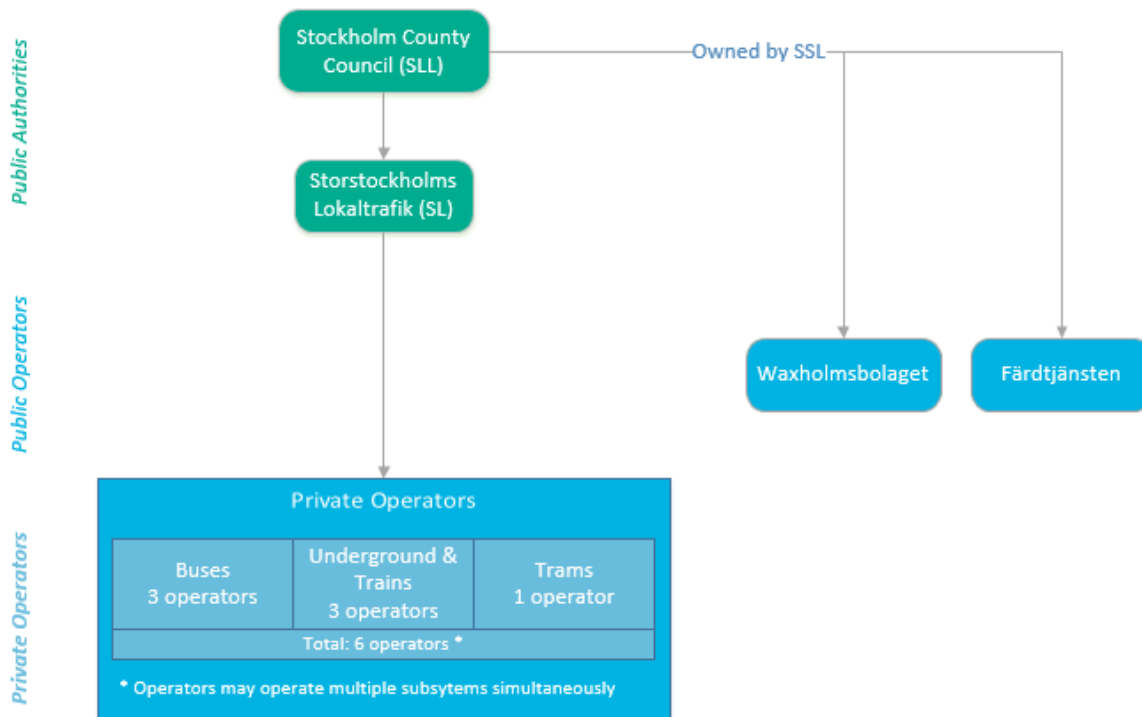 Public Authorities
Stockholm County
Council (SLL)
Owned by SSL
Storstockholms
Lokaltrafik (SL)
Public Operators
Waxholmsbolaget
Färdtjänsten
Private Operators
Private Operators
Buses
3 operators
Underground &
Trains
3 operators
Trams
1 operator
Total: 6 operators *
* Operators may operate multiple subsytems simultaneously